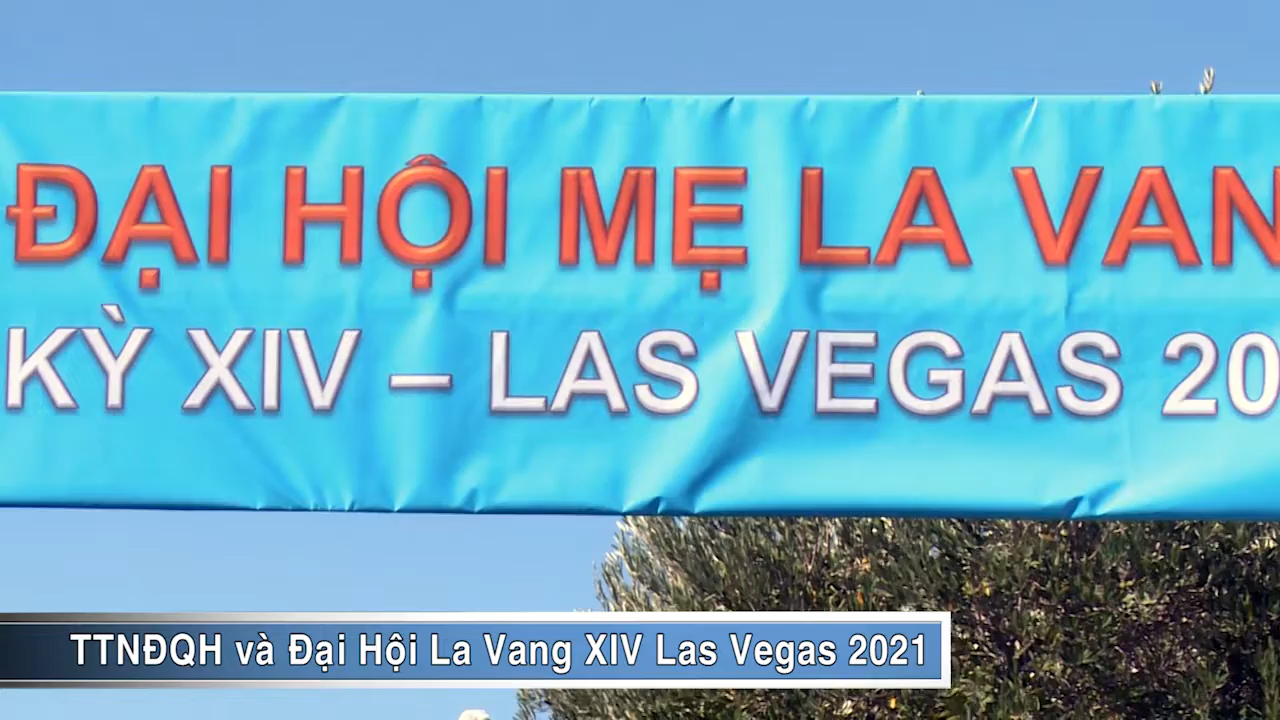 ĐẠI HỘI MẸ LA VAN
KỲ XIV – LAS VEGAS 20
TTNĐQH và Đại Hội La Vang XIV Las Vegas 2021